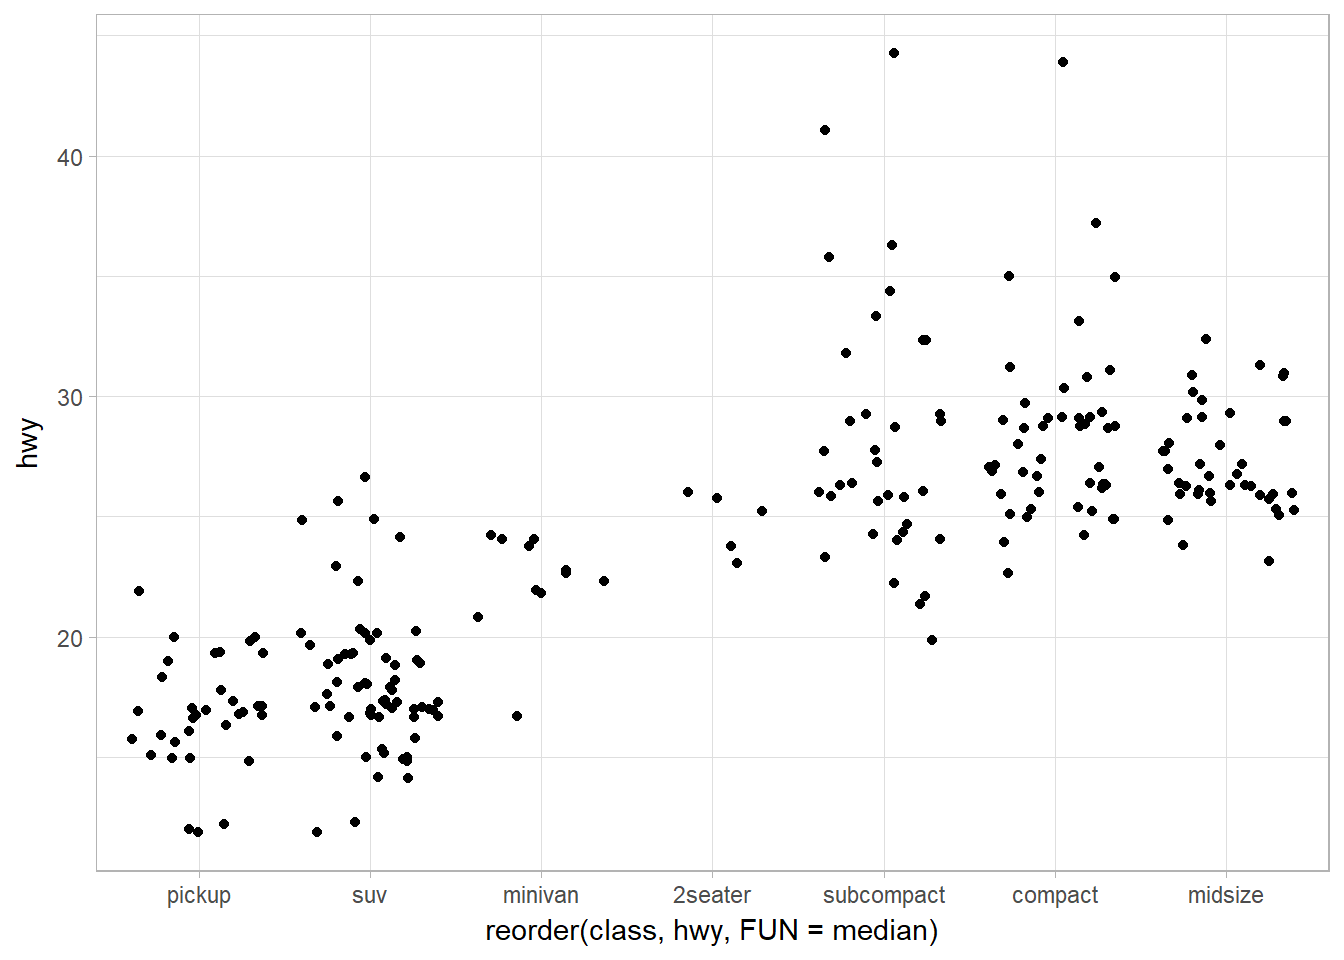 40
30
20
hwy
pickup suv minivan 2seater subcompact compact midsize
reorder(class, hwy, FUN = median)